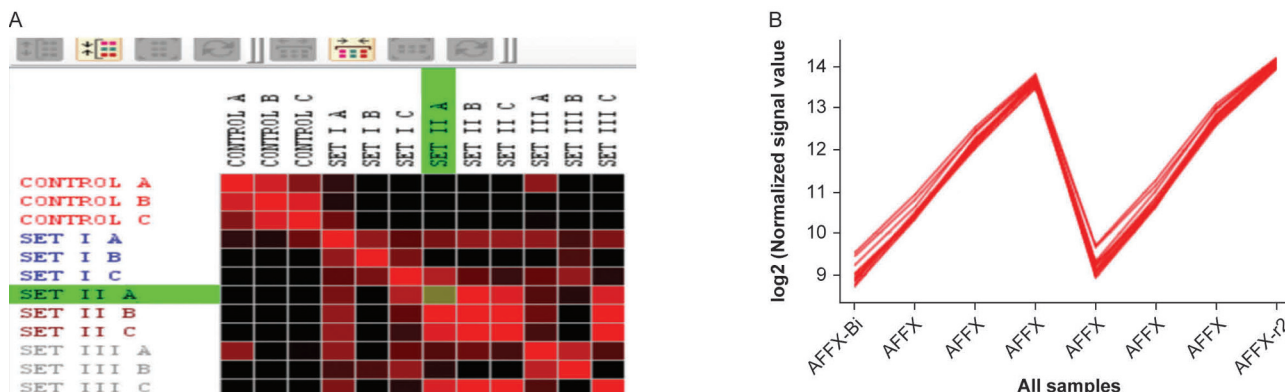 A
CONTROL A
CONTROL B
CONTROL C
SET I A
SET I B
SET I C
SET II A
SET II B
SET II C
SET III A
SET III B
SET III C
CONTROL A
CONTROL B
CONTROL C
SET I A
SET I B
SET I C
SET II A
SET II B
SET II C
SET III A
SET III B
SET III C
B
log2 (Normalized signal value
14
13
12
11
10
9
AFFX-Bi
AFFX
AFFX
AFFX
AFFX
AFFX
AFFX
AFFX-r2
All samples